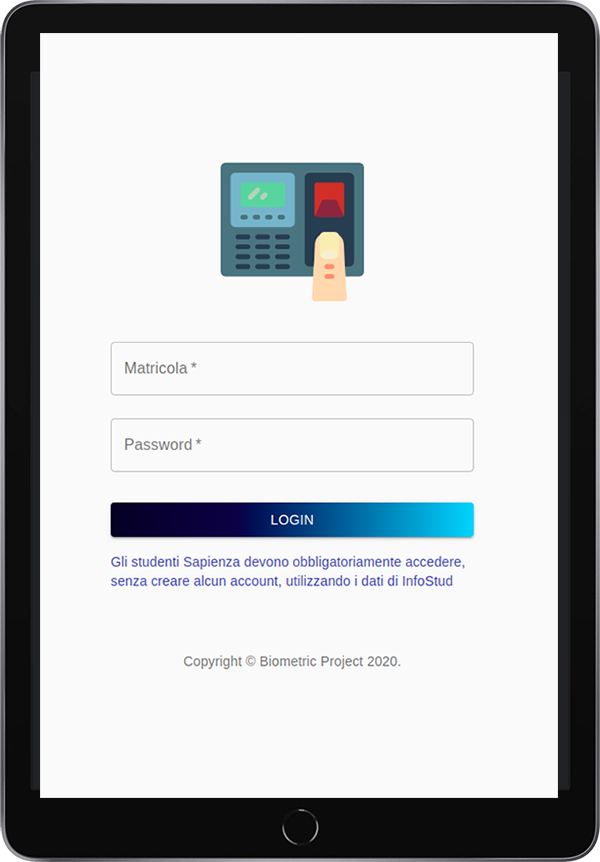 Matricola *
Password *
LOGIN
Gli studenti Sapienza devono obbligatoriamente accedere,
senza creare alcun account, utilizzando i dati di InfoStud
Copyright © Biometric Project 2020.